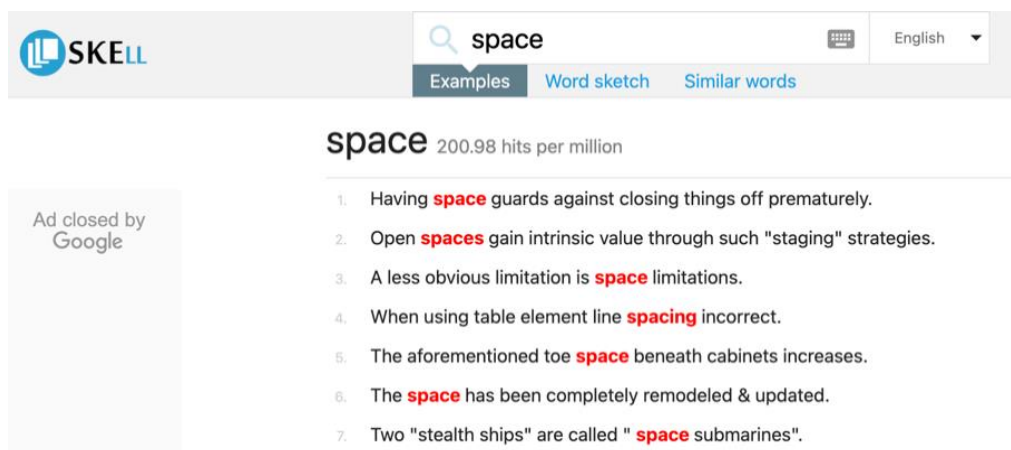 SKELL
space
English
Examples Word sketch Similar words
space 200.98 hits per million
Ad closed by
Google
1. Having space guards against closing things off prematurely.
2. Open spaces gain intrinsic value through such "staging" strategies.
3. A less obvious limitation is space limitations.
4. When using table element line spacing incorrect.
5. The aforementioned toe space beneath cabinets increases.
6. The space has been completely remodeled & updated.
7. Two "stealth ships" are called " space submarines".